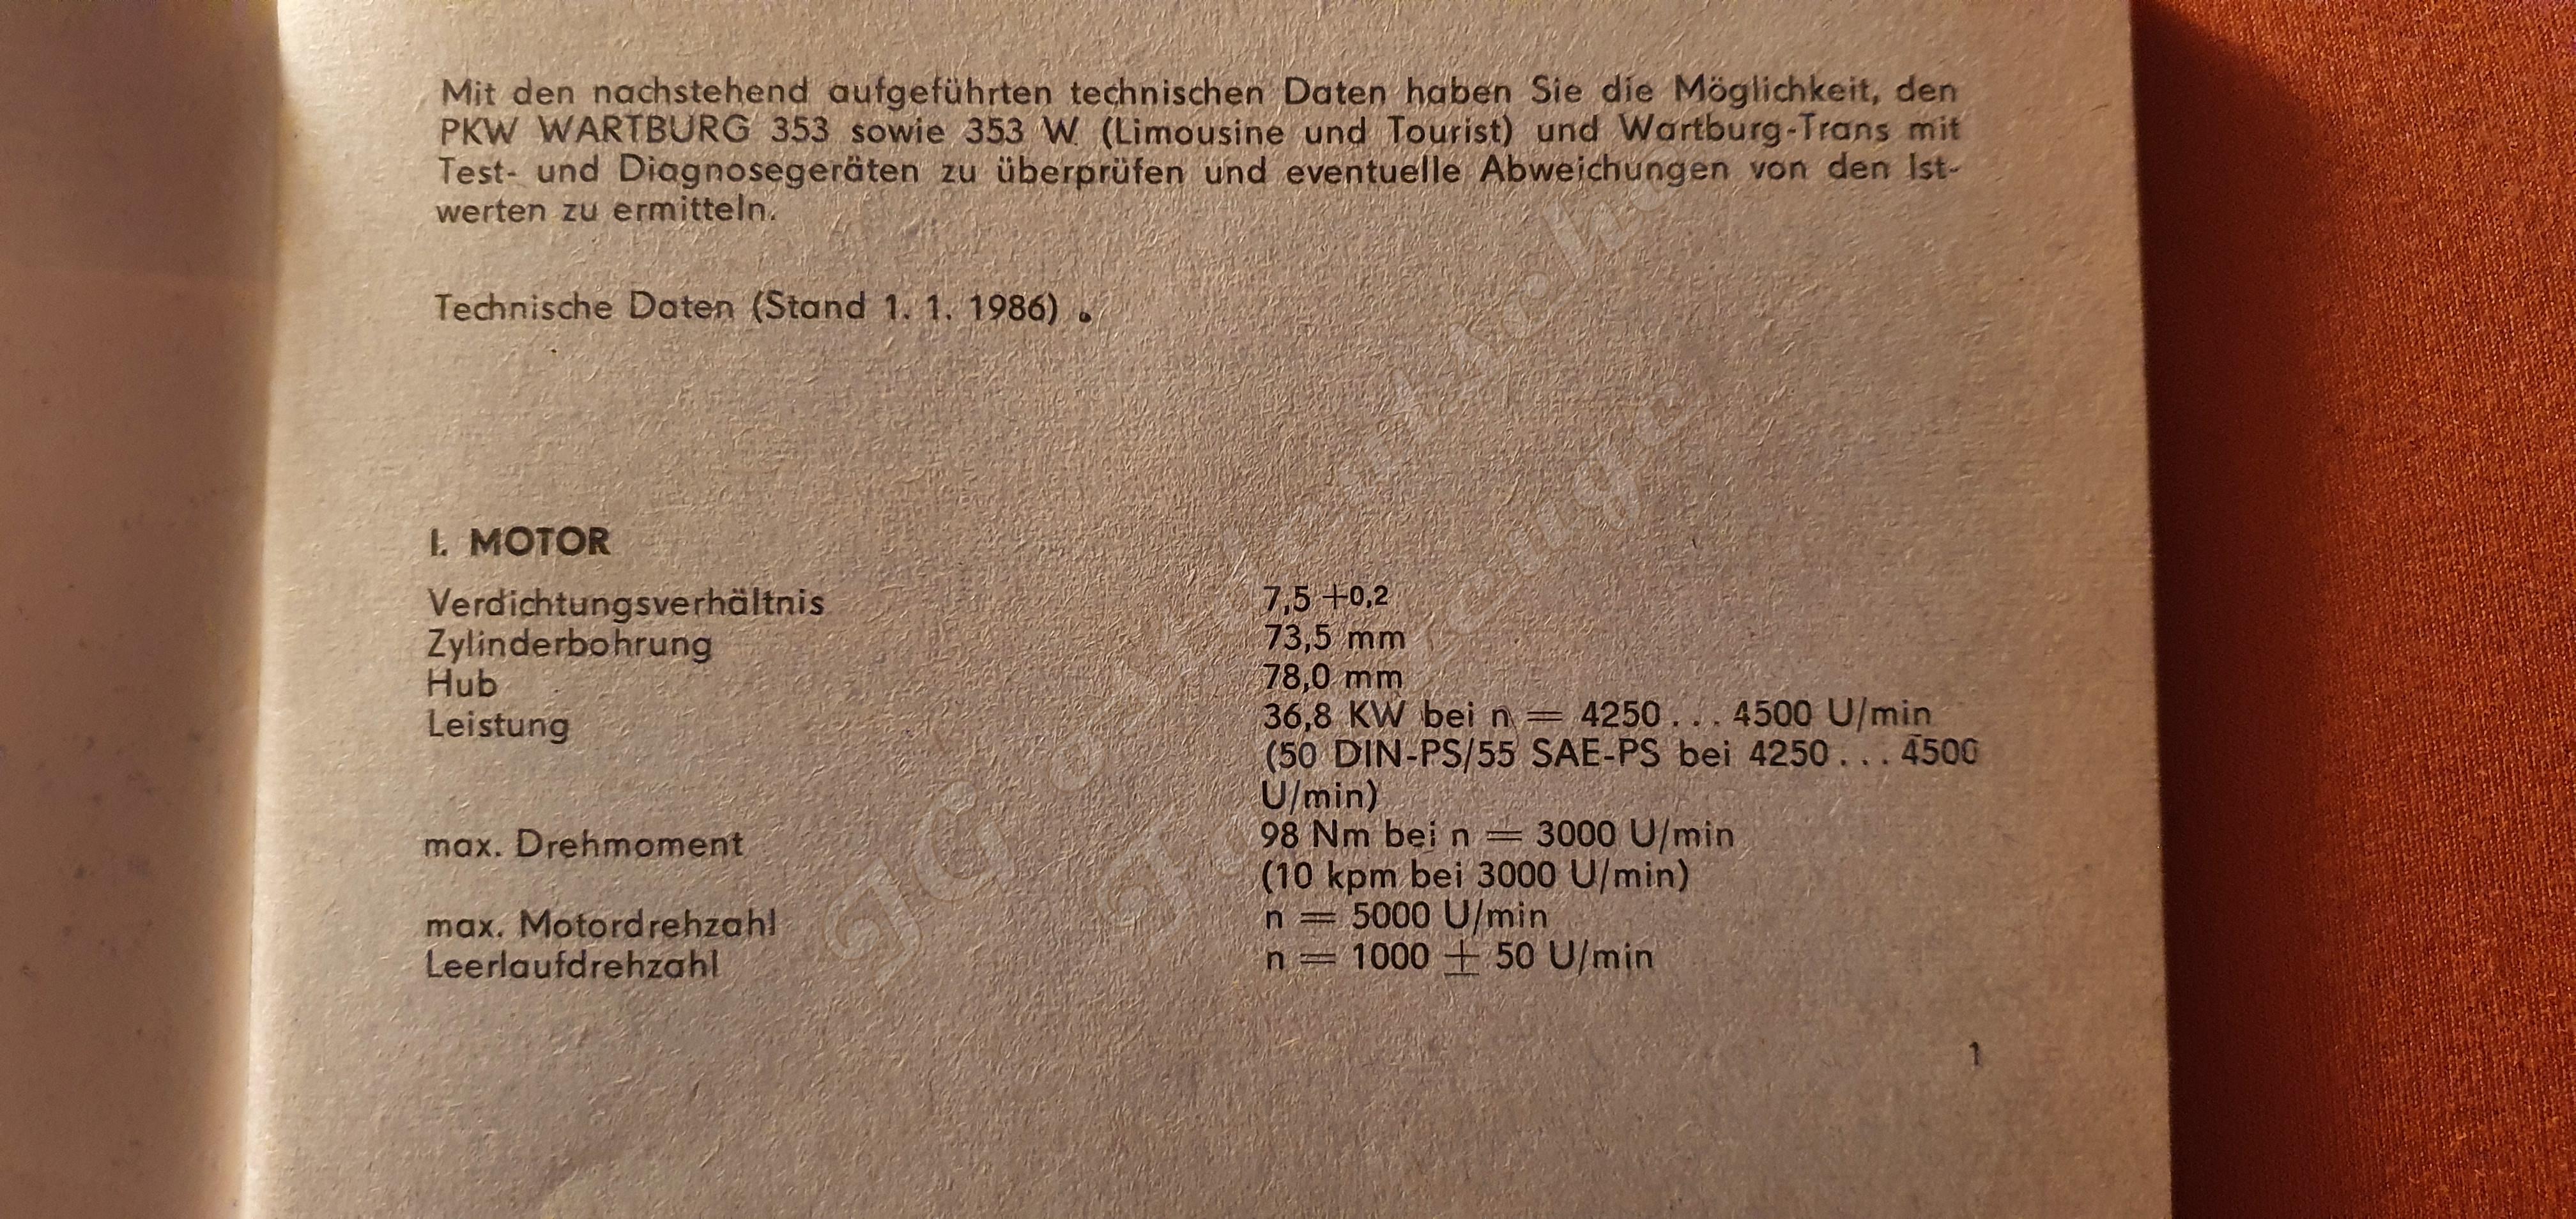 Mit den nachstehend aufgeführten technischen Daten haben Sie die Möglichkeit, den
PKW WARTBURG 353 sowie 353 W (Limousine und Tourist) und Wartburg-Trans mit
Test- und Diagnosegeräten zu überprüfen und eventuelle Abweichungen von den Ist-
werten zu ermitteln.
Technische Daten (Stand 1. 1. 1986) .
I. MOTOR
Verdichtungsverhältnis 7,5 +0,2
Zylinderbohrung 73,5 mm
Hub 78,0 mm
Leistung 36,8 KW bei n = 4250 . . . 4500 U/min
(50 DIN-PS/55 SAE-PS bei 4250 . . . 4500
U/min)
max. Drehmoment 98 Nm bei n = 3000 U/min
(10 kpm bei 3000 U/min)
max. Motordrehzahl n = 5000 U/min
Leerlaufdrehzahl n = 1000 ± 50 U/min
1